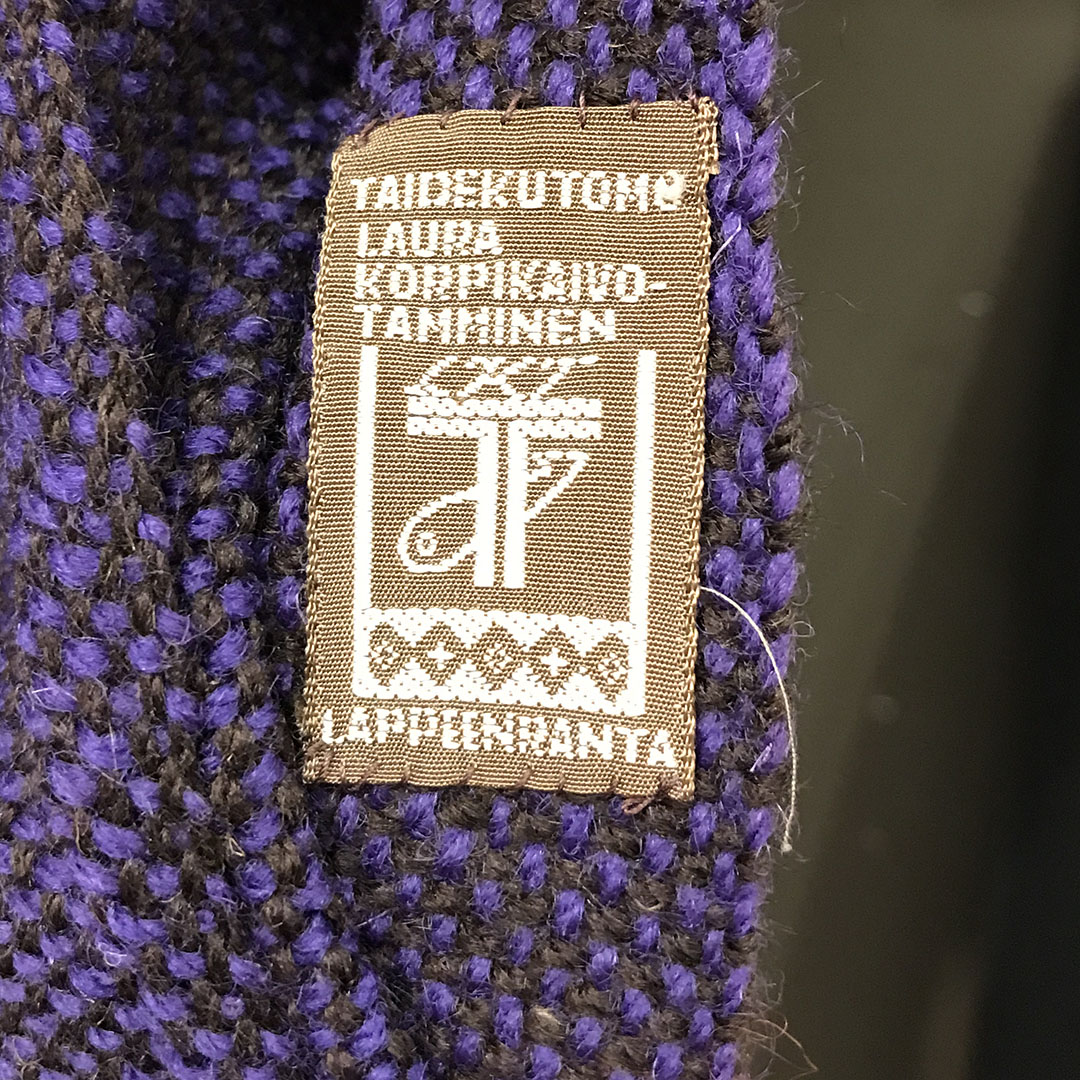 TAIDEKUTOMO
LAURA
KORPIKAIVO-
TAMMINEN
LAPPEENRANTA